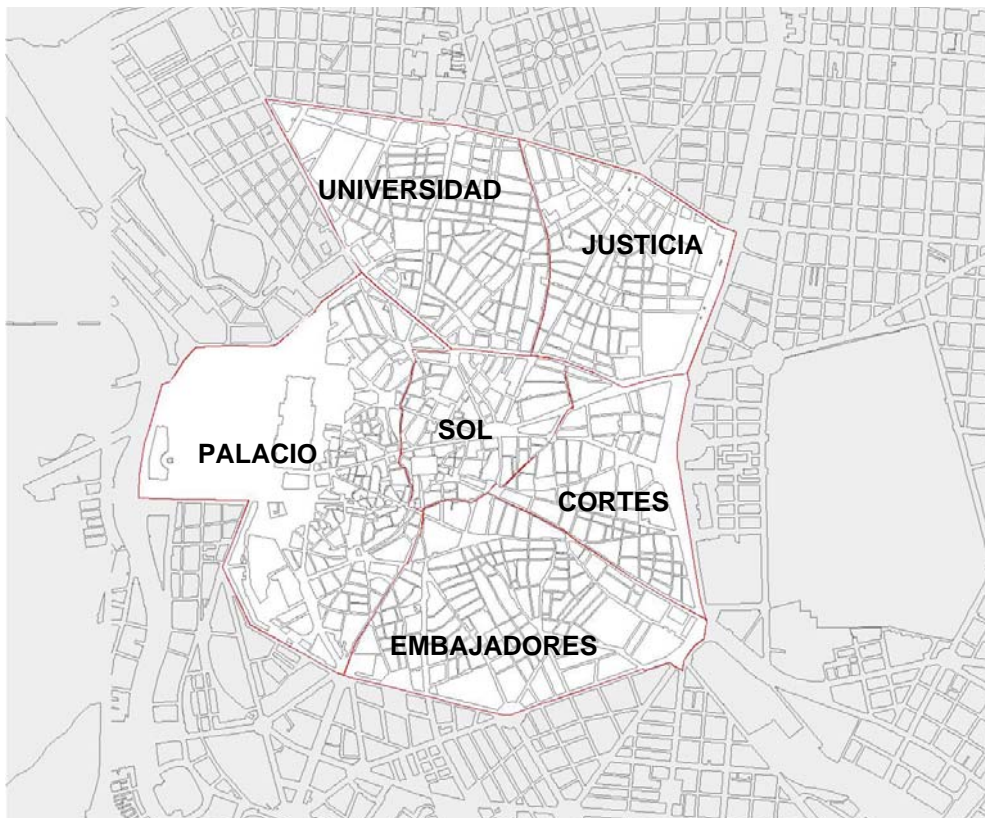 UNIVERSIDAD
JUSTICIA
SOL
PALACIO
CORTES
EMBAJADORES